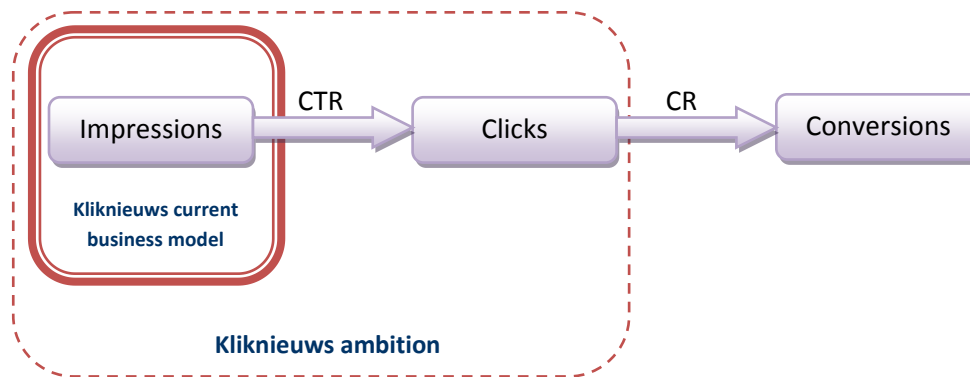 CTR
CR
Impressions
Clicks
Conversions
Kliknieuws current
business model
Kliknieuws ambition